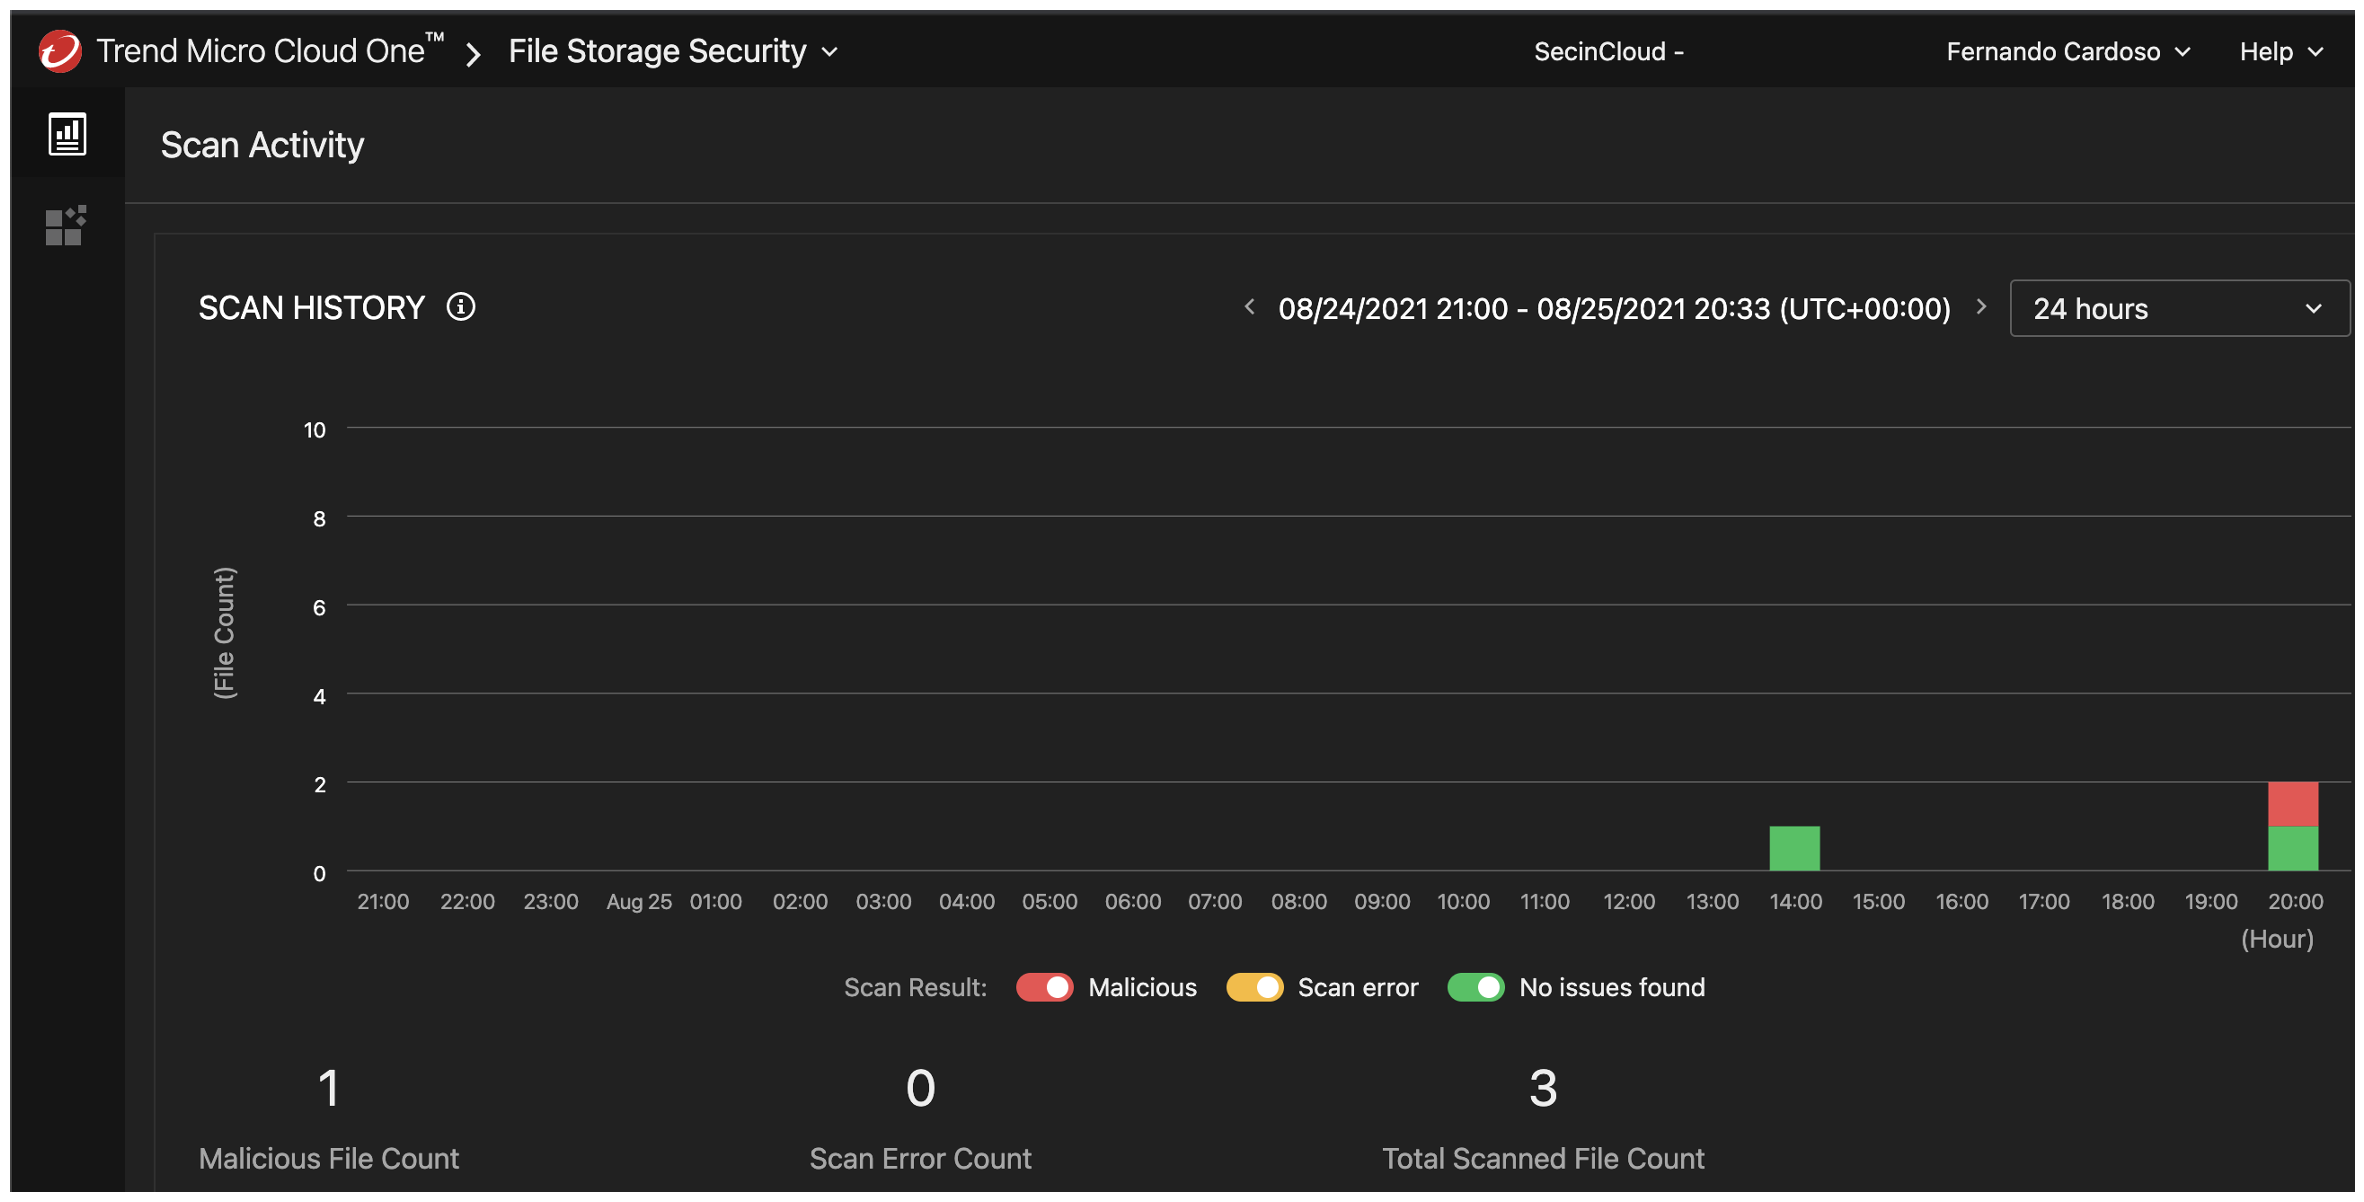 Trend Micro Cloud One™ > File Storage Security SecinCloud - Fernando Cardoso Help
Scan Activity
SCAN HISTORY 08/24/2021 21:00 - 08/25/2021 20:33 (UTC+00:00) 24 hours
10
8
6
4
2
0
(File Count)
21:00 22:00 23:00 Aug 25 01:00 02:00 03:00 04:00 05:00 06:00 07:00 08:00 09:00 10:00 11:00 12:00 13:00 14:00 15:00 16:00 17:00 18:00 19:00 20:00
(Hour)
Scan Result: Malicious Scan error No issues found
1 0 3
Malicious File Count Scan Error Count Total Scanned File Count